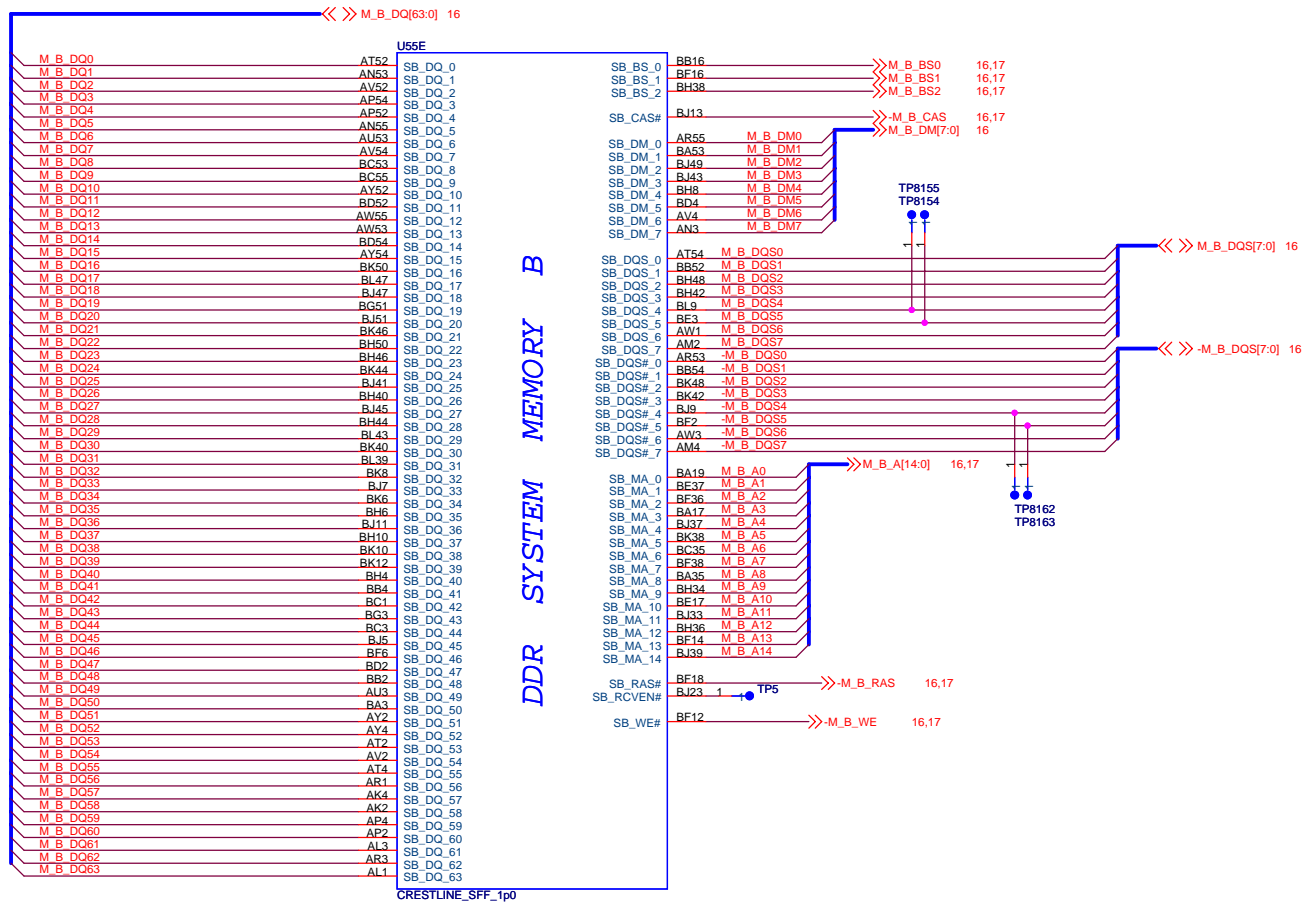 M_B_DQ[63:0] 16
U55E
M_B_DQ0 AT52 SB_DQ_0
M_B_DQ1 AN53 SB_DQ_1
M_B_DQ2 AV52 SB_DQ_2
M_B_DQ3 AP54 SB_DQ_3
M_B_DQ4 AP52 SB_DQ_4
M_B_DQ5 AN55 SB_DQ_5
M_B_DQ6 AU53 SB_DQ_6
M_B_DQ7 AV54 SB_DQ_7
M_B_DQ8 BC53 SB_DQ_8
M_B_DQ9 BC55 SB_DQ_9
M_B_DQ10 AY52 SB_DQ_10
M_B_DQ11 BD52 SB_DQ_11
M_B_DQ12 AW55 SB_DQ_12
M_B_DQ13 AW53 SB_DQ_13
M_B_DQ14 BD54 SB_DQ_14
M_B_DQ15 AY54 SB_DQ_15
M_B_DQ16 BK50 SB_DQ_16
M_B_DQ17 BL47 SB_DQ_17
M_B_DQ18 BJ47 SB_DQ_18
M_B_DQ19 BG51 SB_DQ_19
M_B_DQ20 BJ51 SB_DQ_20
M_B_DQ21 BK46 SB_DQ_21
M_B_DQ22 BH50 SB_DQ_22
M_B_DQ23 BH46 SB_DQ_23
M_B_DQ24 BK44 SB_DQ_24
M_B_DQ25 BJ41 SB_DQ_25
M_B_DQ26 BH40 SB_DQ_26
M_B_DQ27 BJ45 SB_DQ_27
M_B_DQ28 BH44 SB_DQ_28
M_B_DQ29 BL43 SB_DQ_29
M_B_DQ30 BK40 SB_DQ_30
M_B_DQ31 BL39 SB_DQ_31
M_B_DQ32 BK8 SB_DQ_32
M_B_DQ33 BJ7 SB_DQ_33
M_B_DQ34 BK6 SB_DQ_34
M_B_DQ35 BH6 SB_DQ_35
M_B_DQ36 BJ11 SB_DQ_36
M_B_DQ37 BH10 SB_DQ_37
M_B_DQ38 BK10 SB_DQ_38
M_B_DQ39 BK12 SB_DQ_39
M_B_DQ40 BH4 SB_DQ_40
M_B_DQ41 BB4 SB_DQ_41
M_B_DQ42 BC1 SB_DQ_42
M_B_DQ43 BG3 SB_DQ_43
M_B_DQ44 BC3 SB_DQ_44
M_B_DQ45 BJ5 SB_DQ_45
M_B_DQ46 BF6 SB_DQ_46
M_B_DQ47 BD2 SB_DQ_47
M_B_DQ48 BB2 SB_DQ_48
M_B_DQ49 AU3 SB_DQ_49
M_B_DQ50 BA3 SB_DQ_50
M_B_DQ51 AY2 SB_DQ_51
M_B_DQ52 AY4 SB_DQ_52
M_B_DQ53 AT2 SB_DQ_53
M_B_DQ54 AV2 SB_DQ_54
M_B_DQ55 AT4 SB_DQ_55
M_B_DQ56 AR1 SB_DQ_56
M_B_DQ57 AK4 SB_DQ_57
M_B_DQ58 AK2 SB_DQ_58
M_B_DQ59 AP4 SB_DQ_59
M_B_DQ60 AP2 SB_DQ_60
M_B_DQ61 AL3 SB_DQ_61
M_B_DQ62 AR3 SB_DQ_62
M_B_DQ63 AL1 SB_DQ_63
DDR SYSTEM MEMORY B
SB_BS_0 BB16 M_B_BS0 16,17
SB_BS_1 BF16 M_B_BS1 16,17
SB_BS_2 BH38 M_B_BS2 16,17
SB_CAS# BJ13 -M_B_CAS 16,17
M_B_DM[7:0] 16
SB_DM_0 AR55 M_B_DM0
SB_DM_1 BA53 M_B_DM1
SB_DM_2 BJ49 M_B_DM2
SB_DM_3 BJ43 M_B_DM3
SB_DM_4 BH8 M_B_DM4
SB_DM_5 BD4 M_B_DM5
SB_DM_6 AV4 M_B_DM6
SB_DM_7 AN3 M_B_DM7
TP8155
TP8154
1 1
1 1
M_B_DQS[7:0] 16
SB_DQS_0 AT54 M_B_DQS0
SB_DQS_1 BB52 M_B_DQS1
SB_DQS_2 BH48 M_B_DQS2
SB_DQS_3 BH42 M_B_DQS3
SB_DQS_4 BL9 M_B_DQS4
SB_DQS_5 BE3 M_B_DQS5
SB_DQS_6 AW1 M_B_DQS6
SB_DQS_7 AM2 M_B_DQS7
-M_B_DQS[7:0] 16
SB_DQS#_0 AR53 -M_B_DQS0
SB_DQS#_1 BB54 -M_B_DQS1
SB_DQS#_2 BK48 -M_B_DQS2
SB_DQS#_3 BK42 -M_B_DQS3
SB_DQS#_4 BJ9 -M_B_DQS4
SB_DQS#_5 BF2 -M_B_DQS5
SB_DQS#_6 AW3 -M_B_DQS6
SB_DQS#_7 AM4 -M_B_DQS7
M_B_A[14:0] 16,17
1 1
1 1
TP8162
TP8163
SB_MA_0 BA19 M_B_A0
SB_MA_1 BE37 M_B_A1
SB_MA_2 BF36 M_B_A2
SB_MA_3 BA17 M_B_A3
SB_MA_4 BJ37 M_B_A4
SB_MA_5 BK38 M_B_A5
SB_MA_6 BC35 M_B_A6
SB_MA_7 BF38 M_B_A7
SB_MA_8 BA35 M_B_A8
SB_MA_9 BH34 M_B_A9
SB_MA_10 BE17 M_B_A10
SB_MA_11 BJ33 M_B_A11
SB_MA_12 BH36 M_B_A12
SB_MA_13 BF14 M_B_A13
SB_MA_14 BJ39 M_B_A14
SB_RAS# BF18 -M_B_RAS 16,17
SB_RCVEN# BJ23 1 1 TP5
SB_WE# BF12 -M_B_WE 16,17
CRESTLINE_SFF_1p0